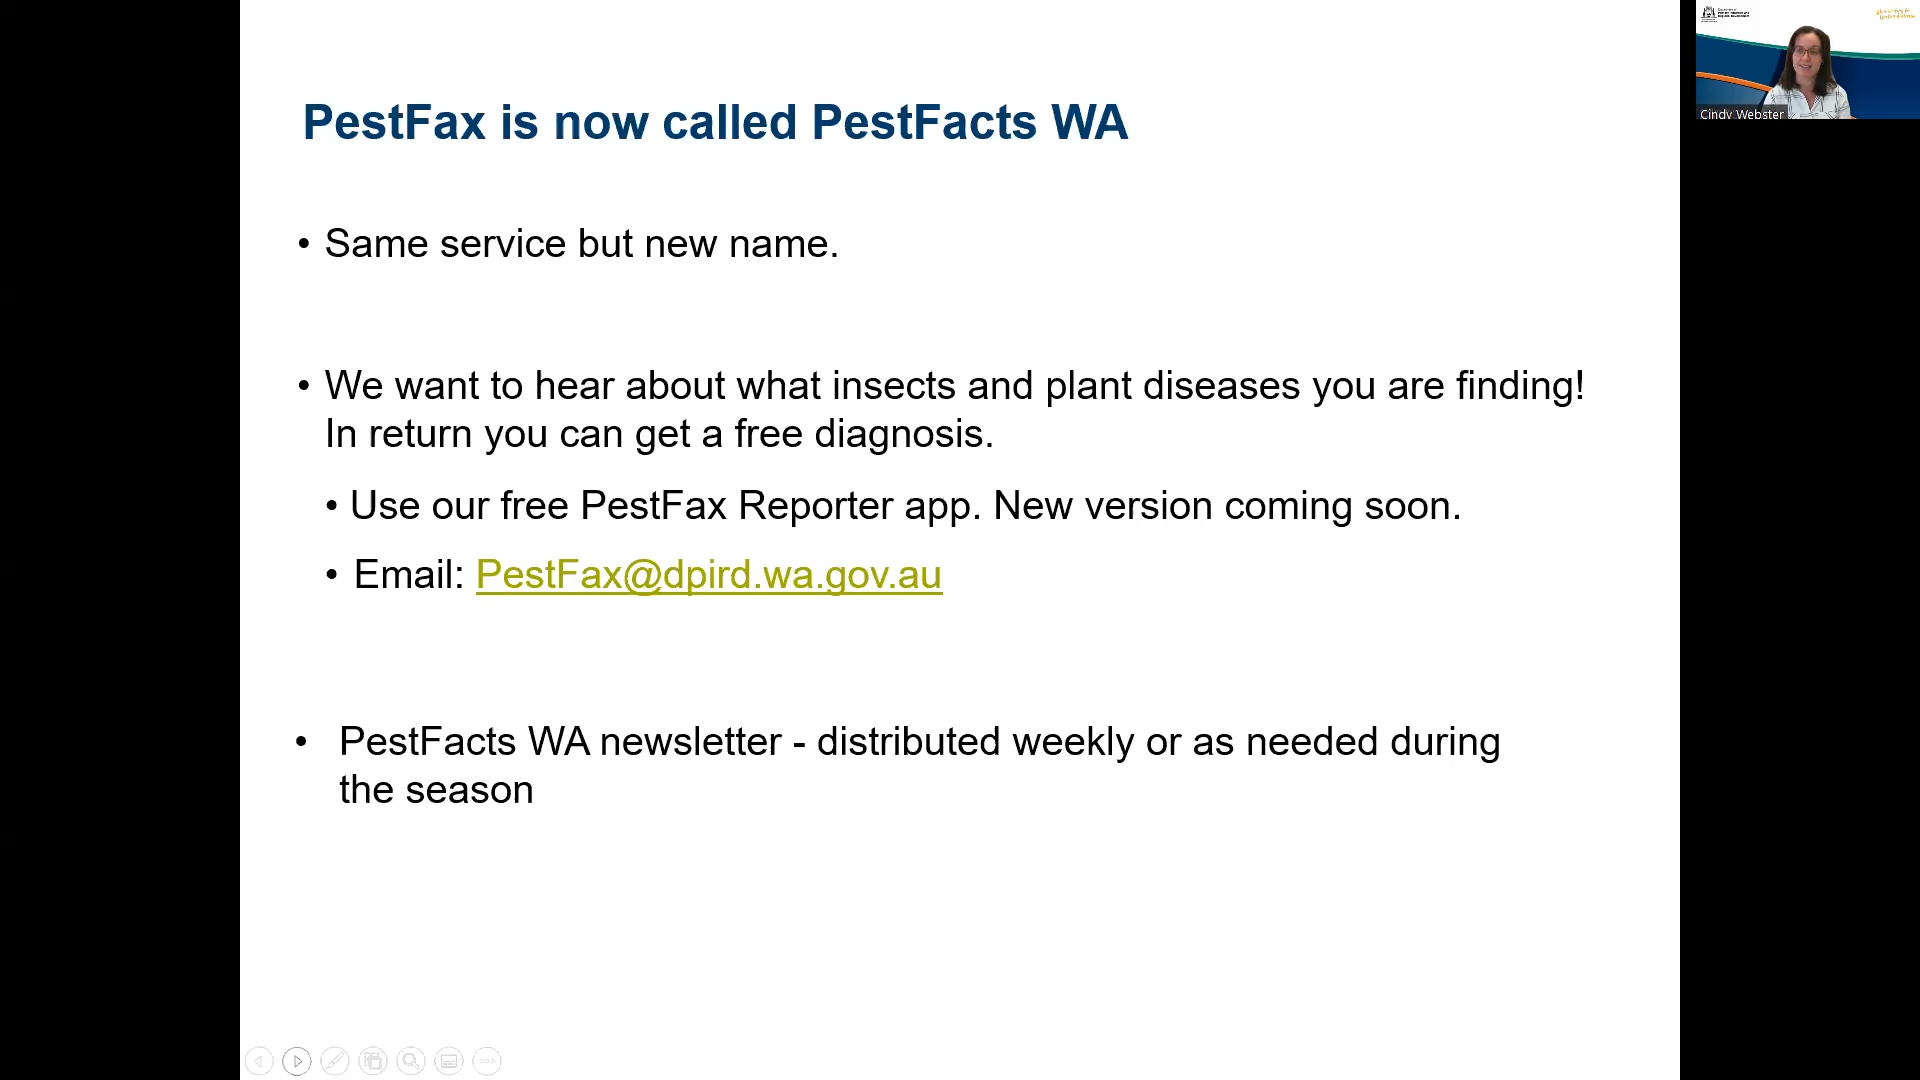 PestFax is now called PestFacts WA
• Same service but new name.
• We want to hear about what insects and plant diseases you are finding!
In return you can get a free diagnosis.
• Use our free PestFax Reporter app. New version coming soon.
• Email: PestFax@dpird.wa.gov.au
• PestFacts WA newsletter - distributed weekly or as needed during
the season
Cindy Webster